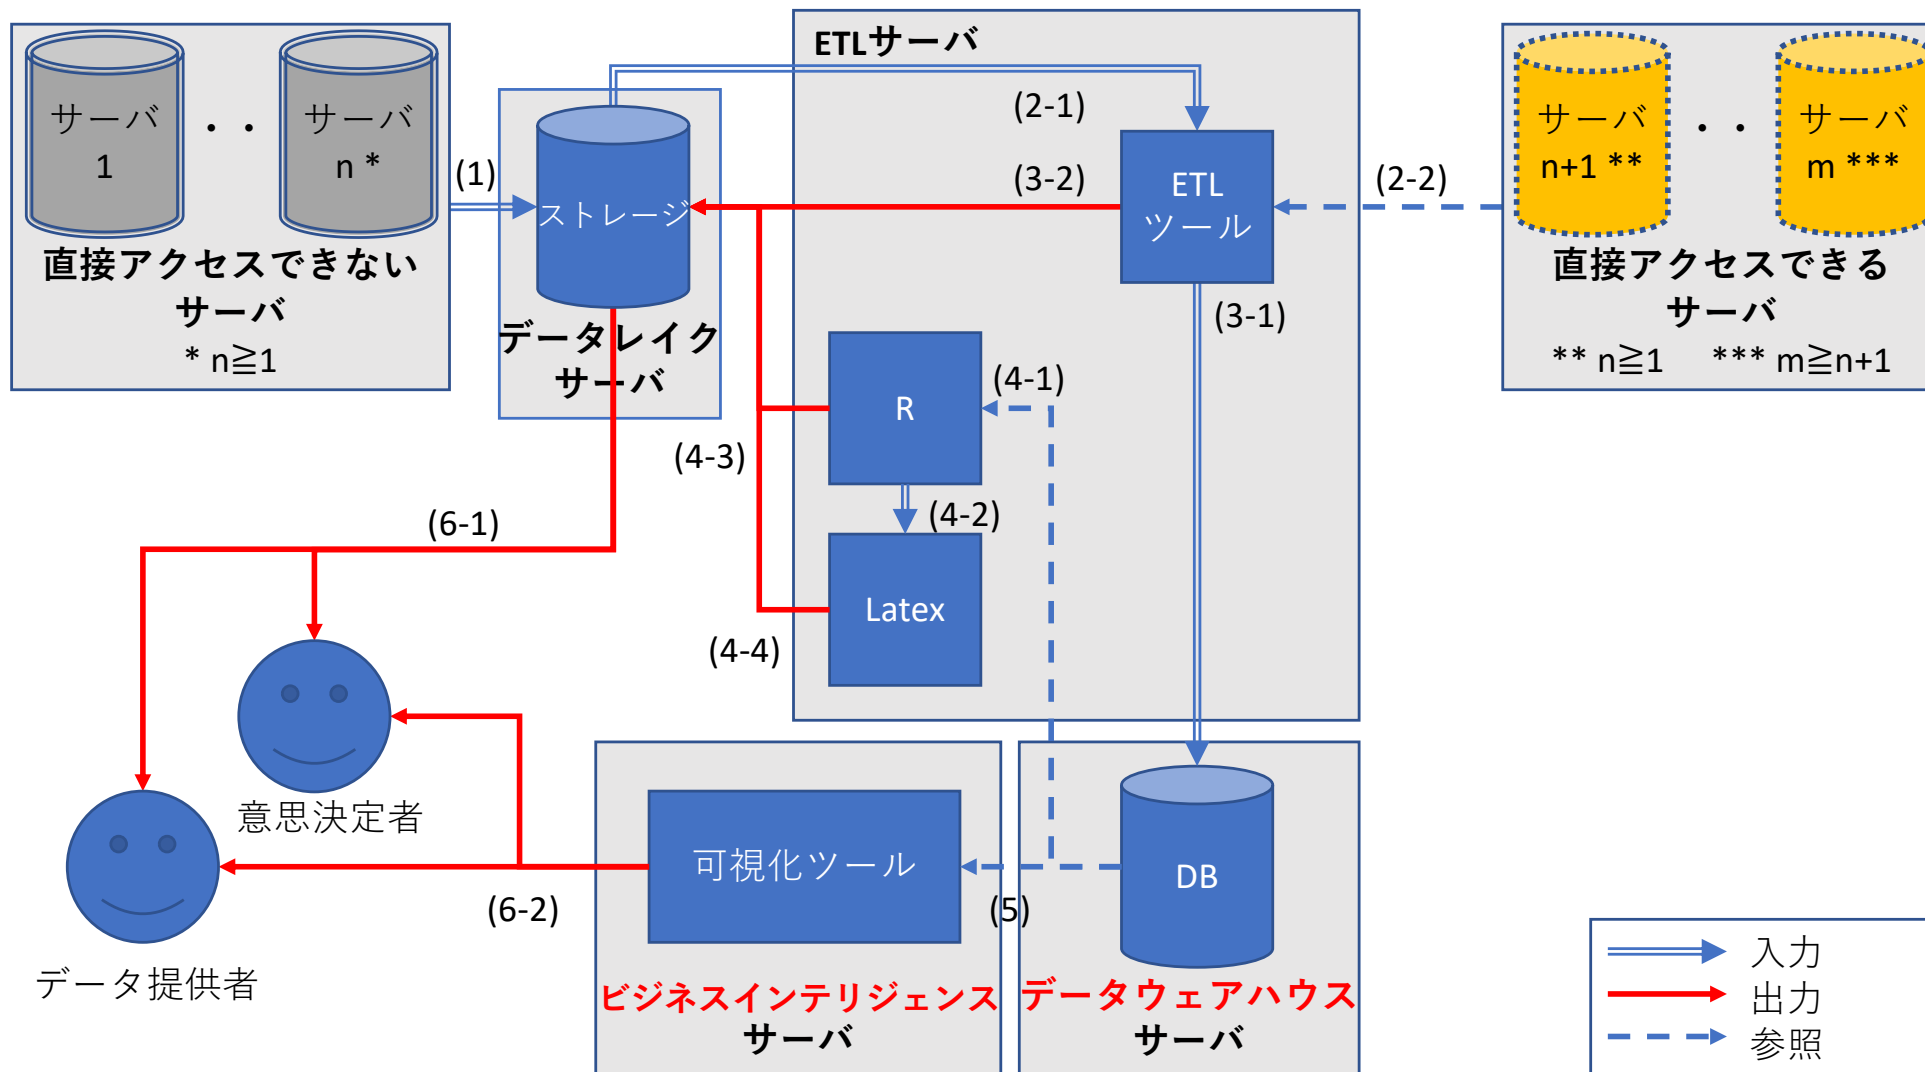 サーバ
1
・・
サーバ
n *
直接アクセスできない
サーバ
* n≧1
(1)
ストレージ
データレイク
サーバ
ETLサーバ
(2-1)
(3-2)
ETL
ツール
(2-2)
(3-1)
サーバ
n+1 **
・・
サーバ
m ***
直接アクセスできる
サーバ
** n≧1 *** m≧n+1
R
(4-1)
(4-3)
(4-2)
Latex
(4-4)
(6-1)
意思決定者
データ提供者
(6-2)
可視化ツール
(5)
DB
ビジネスインテリジェンス
サーバ
データウェアハウス
サーバ
入力
出力
参照